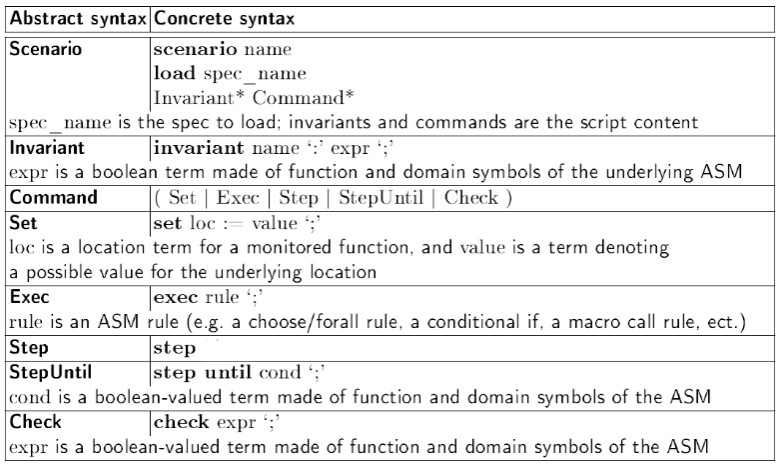 Abstract syntax Concrete syntax
Scenario scenario name
load spec_name
Invariant* Command*
spec_name is the spec to load; invariants and commands are the script content
Invariant invariant name ‘:’ expr ‘;’
expr is a boolean term made of function and domain symbols of the underlying ASM
Command ( Set | Exec | Step | StepUntil | Check )
Set set loc := value ‘;’
loc is a location term for a monitored function, and value is a term denoting
a possible value for the underlying location
Exec exec rule ‘;’
rule is an ASM rule (e.g. a choose/forall rule, a conditional if, a macro call rule, ect.)
Step step
StepUntil step until cond ‘;’
cond is a boolean-valued term made of function and domain symbols of the ASM
Check check expr ‘;’
expr is a boolean-valued term made of function and domain symbols of the ASM